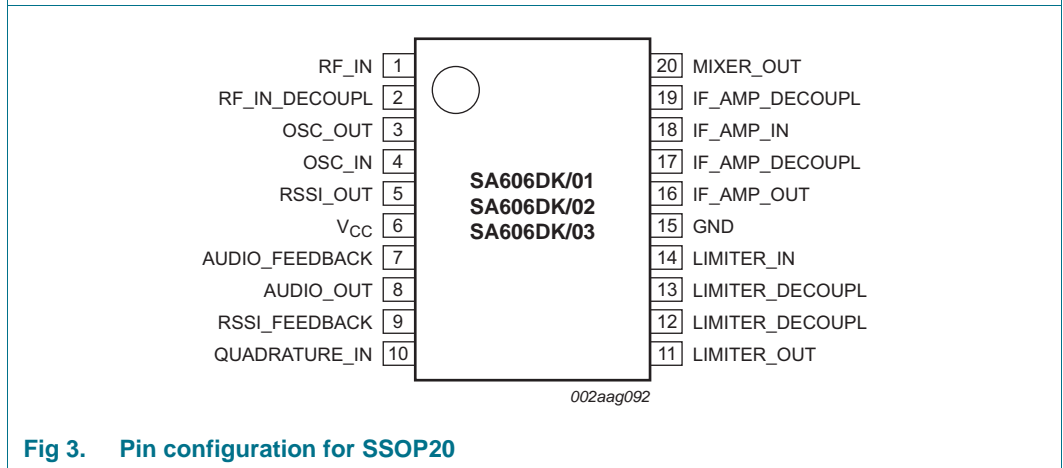 RF_IN 1
RF_IN_DECOUPL 2
OSC_OUT 3
OSC_IN 4
RSSI_OUT 5
VCC 6
AUDIO_FEEDBACK 7
AUDIO_OUT 8
RSSI_FEEDBACK 9
QUADRATURE_IN 10
SA606DK/01
SA606DK/02
SA606DK/03
20 MIXER_OUT
19 IF_AMP_DECOUPL
18 IF_AMP_IN
17 IF_AMP_DECOUPL
16 IF_AMP_OUT
15 GND
14 LIMITER_IN
13 LIMITER_DECOUPL
12 LIMITER_DECOUPL
11 LIMITER_OUT
002aag092
Fig 3. Pin configuration for SSOP20